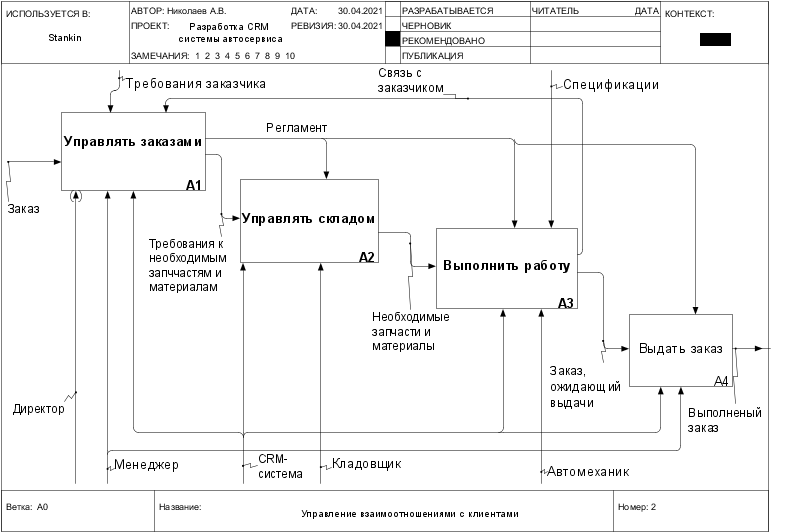 ИСПОЛЬЗУЕТСЯ В:
Stankin
АВТОР: Николаев А.В.
ДАТА: 30.04.2021
ПРОЕКТ: Разработка CRM
системы автосервиса
РЕВИЗИЯ: 30.04.2021
ЗАМЕЧАНИЯ: 1 2 3 4 5 6 7 8 9 10
РАЗРАБАТЫВАЕТСЯ
ЧЕРНОВИК
РЕКОМЕНДОВАНО
ПУБЛИКАЦИЯ
ЧИТАТЕЛЬ
ДАТА
КОНТЕКСТ:
Требования заказчика
Связь с
заказчиком
Спецификации
Управлять заказами
A1
Регламент
Заказ
Управлять складом
A2
Требования к
необходимым
запчастям и
материалам
Выполнить работу
A3
Необходимые
запчасти и
материалы
Выдать заказ
A4
Заказ,
ожидающий
выдачи
Выполненый
заказ
Директор
Менеджер
CRM-
система
Кладовщик
Автомеханик
Ветка: A0
Название:
Управление взаимоотношениями с клиентами
Номер: 2